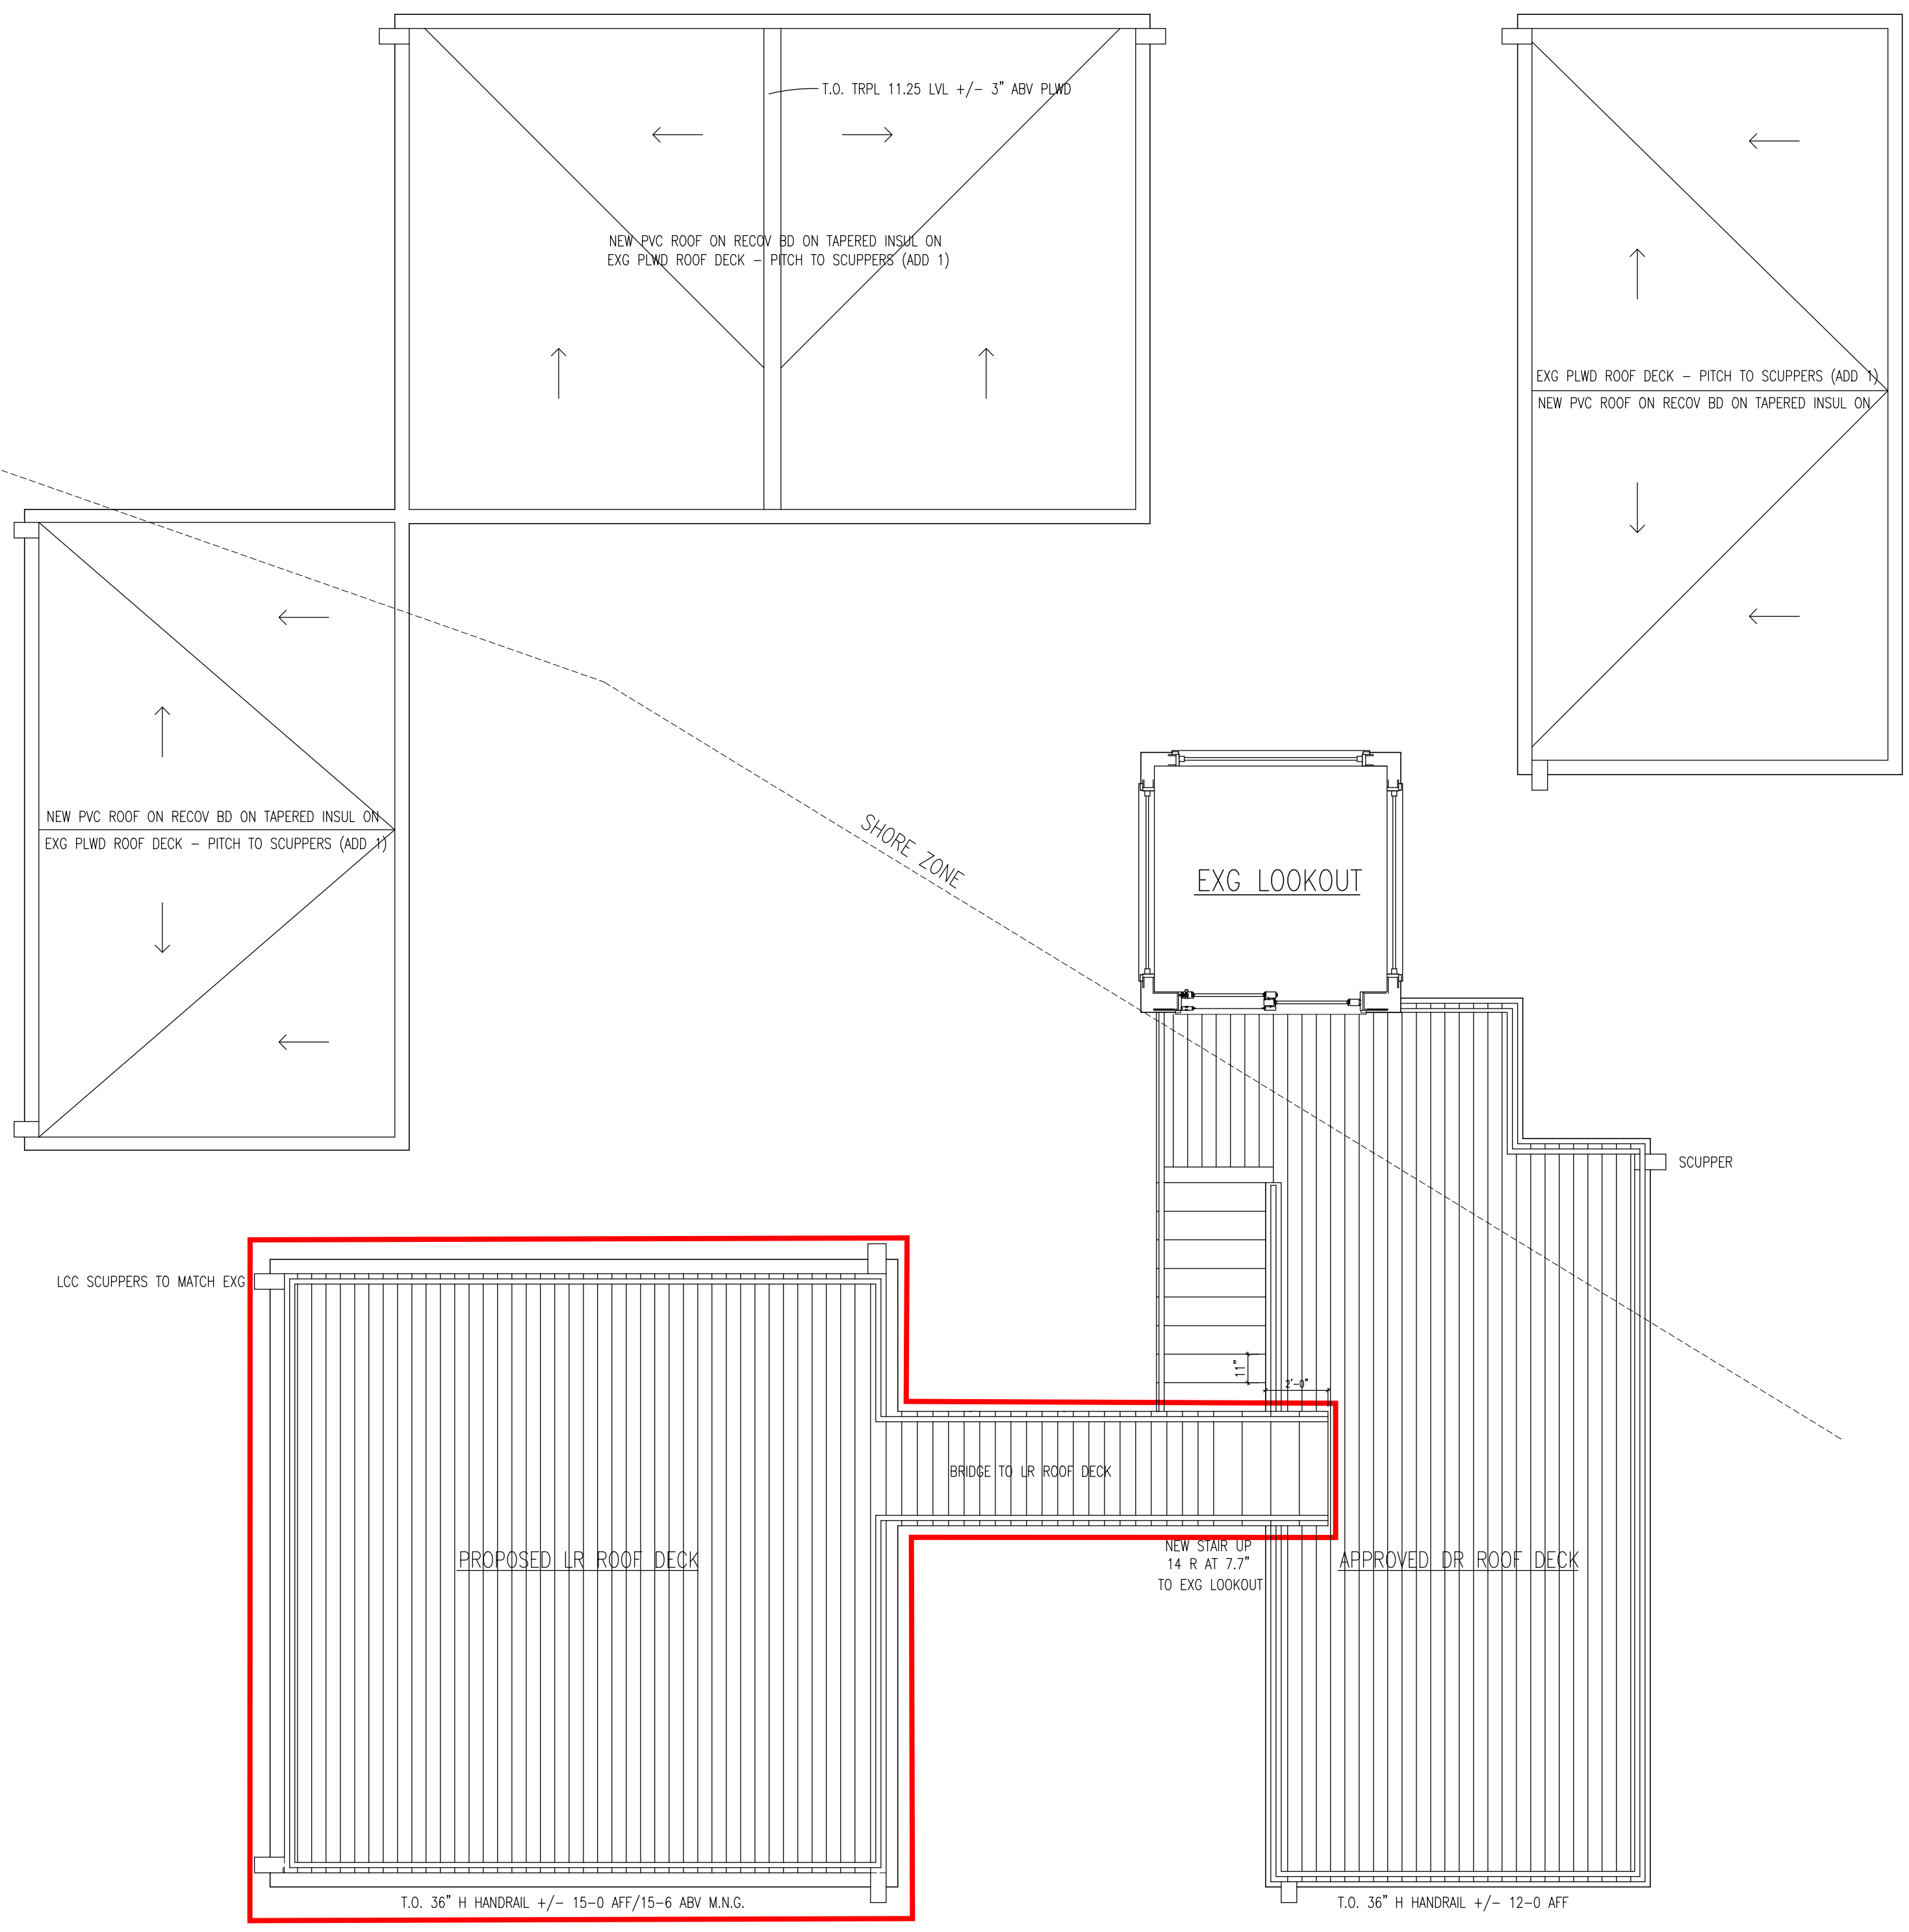 T.O. TRPL 11.25 LVL +/- 3" ABV PLWD
NEW PVC ROOF ON RECOV BD ON TAPERED INSUL ON
EXG PLWD ROOF DECK - PITCH TO SCUPPERS (ADD 1)
EXG PLWD ROOF DECK - PITCH TO SCUPPERS (ADD 1)
NEW PVC ROOF ON RECOV BD ON TAPERED INSUL ON
NEW PVC ROOF ON RECOV BD ON TAPERED INSUL ON
EXG PLWD ROOF DECK - PITCH TO SCUPPERS (ADD 1)
SHORE ZONE
EXG LOOKOUT
SCUPPER
LCC SCUPPERS TO MATCH EXG
11"
2'-0"
BRIDGE TO LR ROOF DECK
NEW STAIR UP
14 R AT 7.7"
TO EXG LOOKOUT
PROPOSED LR ROOF DECK
APPROVED DR ROOF DECK
T.O. 36" H HANDRAIL +/- 15-0 AFF/15-6 ABV M.N.G.
T.O. 36" H HANDRAIL +/- 12-0 AFF